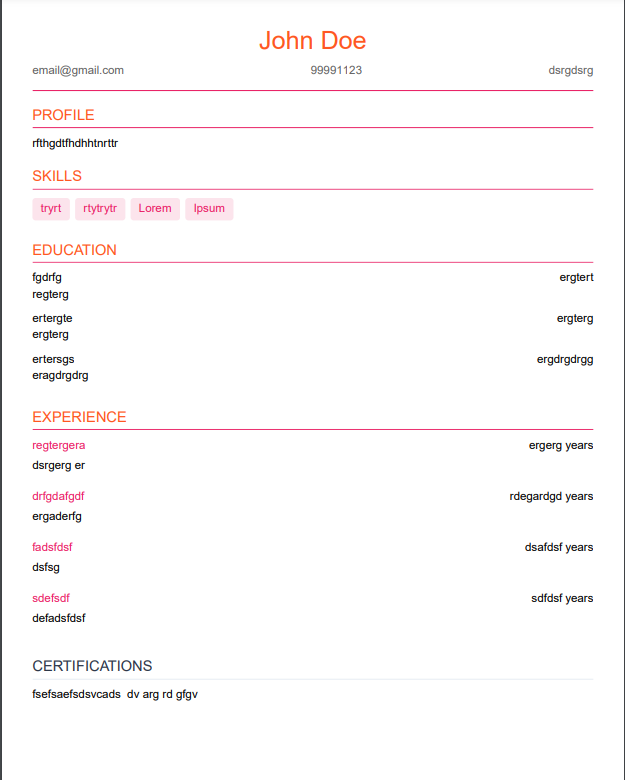 John Doe
email@gmail.com 99991123 dsrgdsrg
PROFILE
rfthgdtfhdhhtnrttr
SKILLS
tryrt rtytrytr Lorem Ipsum
EDUCATION
fgdrfg ergtert
regterg
ertergte ergterg
ergterg
ertersgs ergdrgdrgg
eragdrgdrg
EXPERIENCE
regtergera ergerg years
dsrgerg er
drfgdafgdf rdegardgd years
ergaderfg
fadsfdsf dsafdsf years
dsfsg
sdefsdf sdfdsf years
defadsfdsf
CERTIFICATIONS
fsefsaefsdsvcads dv arg rd gfgv